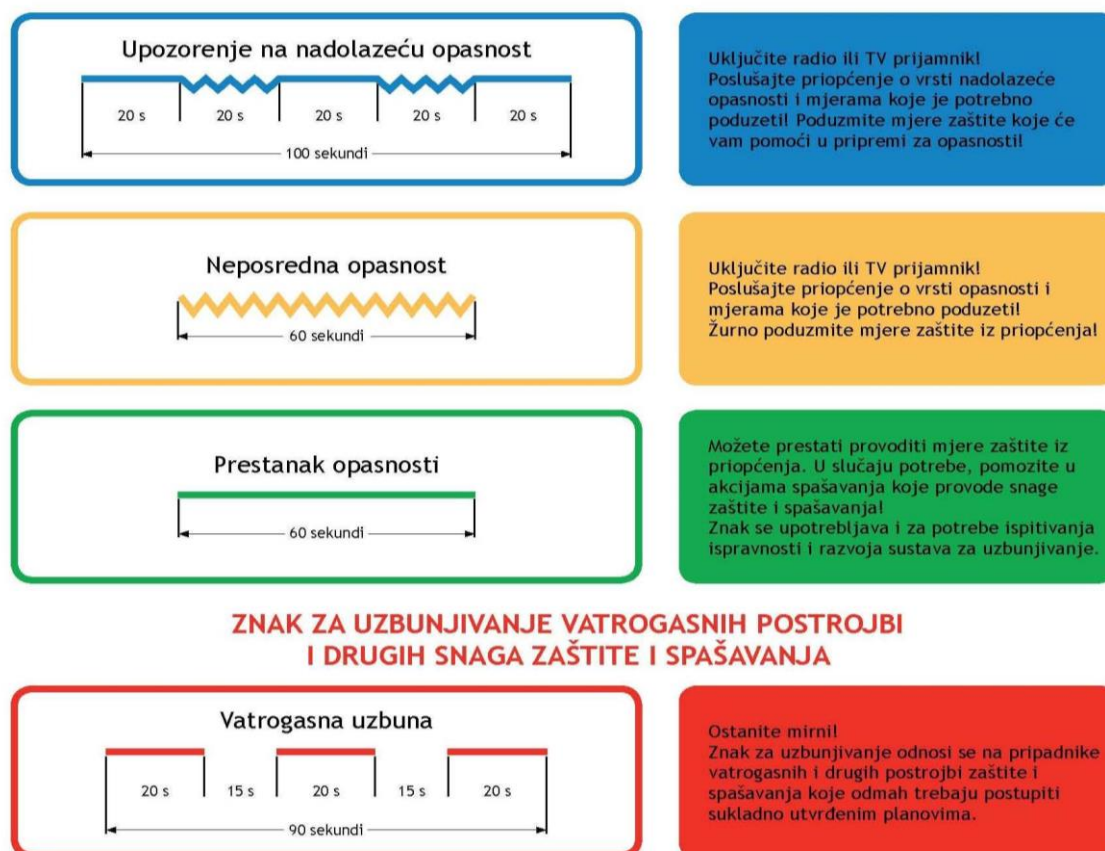 Upozorenje na nadolazeću opasnost
20 s 20 s 20 s 20 s 20 s
100 sekundi
Uključite radio ili TV prijamnik!
Poslušajte priopćenje o vrsti nadolazeće
opasnosti i mjerama koje je potrebno
poduzeti! Poduzmite mjere zaštite koje će
vam pomoći u pripremi za opasnosti!
Neposredna opasnost
60 sekundi
Uključite radio ili TV prijamnik!
Poslušajte priopćenje o vrsti opasnosti i
mjerama koje je potrebno poduzeti!
Žurno poduzmite mjere zaštite iz priopćenja!
Prestanak opasnosti
60 sekundi
Možete prestati provoditi mjere zaštite iz
priopćenja. U slučaju potrebe, pomozite u
akcijama spašavanja koje provode snage
zaštite i spašavanja!
Znak se upotrebljava i za potrebe ispitivanja
ispravnosti i razvoja sustava za uzbunjivanje.
ZNAK ZA UZBUNJIVANJE VATROGASNIH POSTROJBI
I DRUGIH SNAGA ZAŠTITE I SPAŠAVANJA
Vatrogasna uzbuna
20 s 15 s 20 s 15 s 20 s
90 sekundi
Ostanite mirni!
Znak za uzbunjivanje odnosi se na pripadnike
vatrogasnih i drugih postrojbi zaštite i
spašavanja koje odmah trebaju postupiti
sukladno utvrđenim planovima.